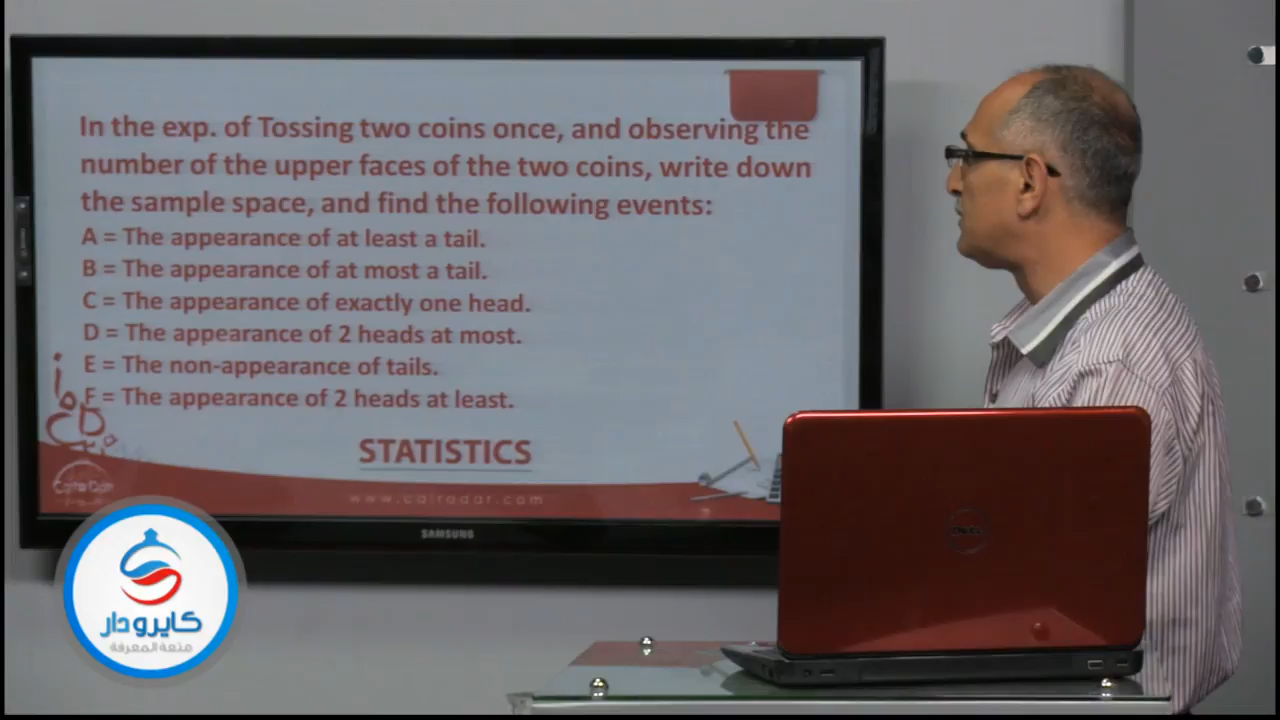 In the exp. of Tossing two coins once, and observing the
number of the upper faces of the two coins, write down
the sample space, and find the following events:
A = The appearance of at least a tail.
B = The appearance of at most a tail.
C = The appearance of exactly one head.
D = The appearance of 2 heads at most.
E = The non-appearance of tails.
F = The appearance of 2 heads at least.
STATISTICS
www.cairodar.com
SAMSUNG
DELL
كايرودار
متعة المعرفة